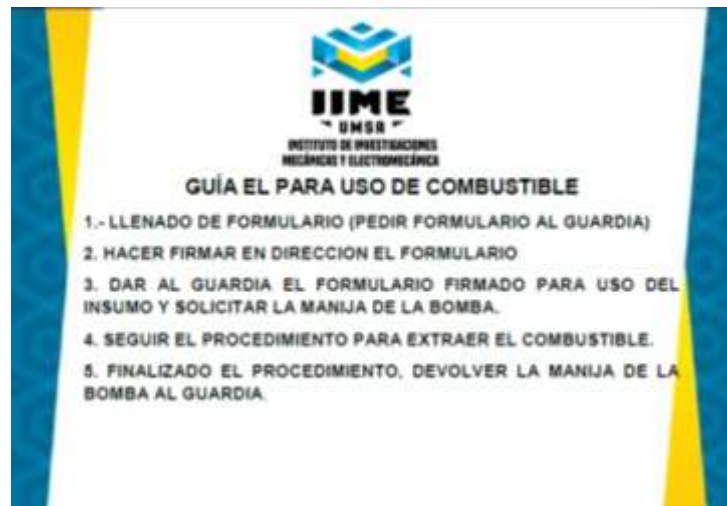 IIME
UMSA
INSTITUTO DE INVESTIGACIONES
MECÁNICAS Y ELECTROMECÁNICA
GUÍA EL PARA USO DE COMBUSTIBLE
1.- LLENADO DE FORMULARIO (PEDIR FORMULARIO AL GUARDIA)
2. HACER FIRMAR EN DIRECCION EL FORMULARIO
3. DAR AL GUARDIA EL FORMULARIO FIRMADO PARA USO DEL
INSUMO Y SOLICITAR LA MANIJA DE LA BOMBA.
4. SEGUIR EL PROCEDIMIENTO PARA EXTRAER EL COMBUSTIBLE.
5. FINALIZADO EL PROCEDIMIENTO, DEVOLVER LA MANIJA DE LA
BOMBA AL GUARDIA.